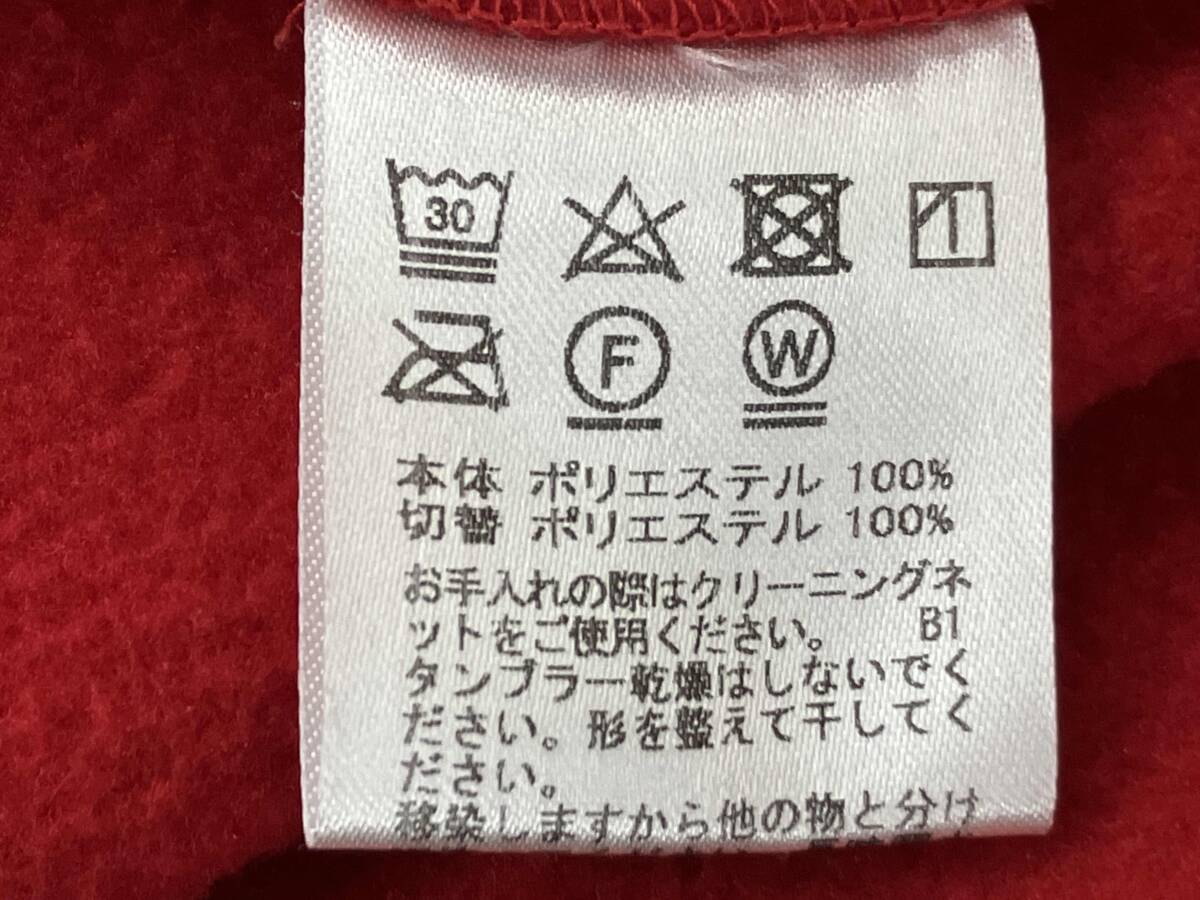 30
F W
本体 ポリエステル 100%
切替 ポリエステル 100%
お手入れの際はクリーニングネ
ットをご使用ください。 B1
タンブラー乾燥はしないでく
ださい。形を整えて干してく
ださい。
移染しますから他の物と分け